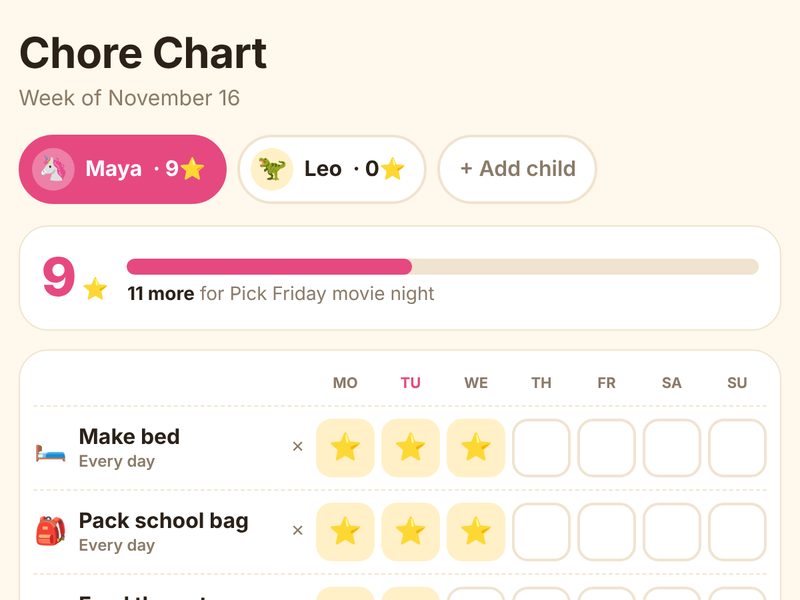 Chore Chart
Week of November 16
Maya · 9⭐ Leo · 0⭐ + Add child
9⭐
11 more for Pick Friday movie night
MO TU WE TH FR SA SU
Make bed
Every day
×
Pack school bag
Every day
×